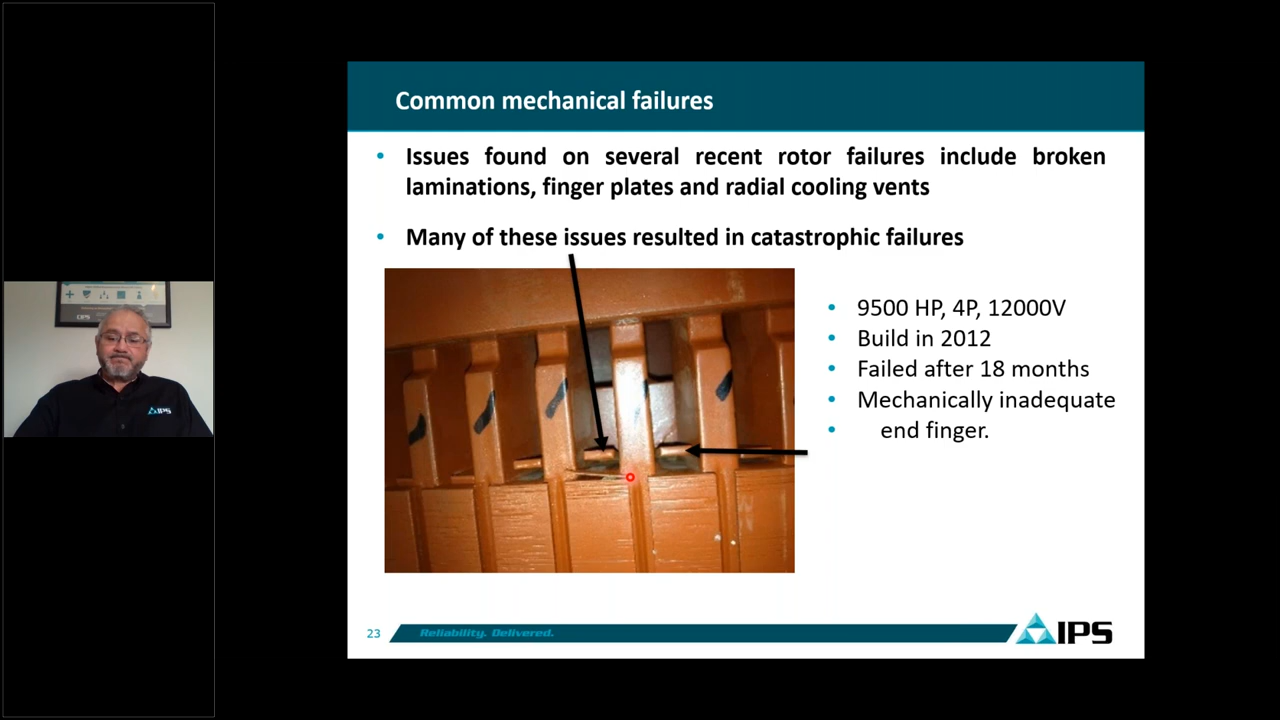 Common mechanical failures
Issues found on several recent rotor failures include broken
laminations, finger plates and radial cooling vents
Many of these issues resulted in catastrophic failures
9500 HP, 4P, 12000V
Build in 2012
Failed after 18 months
Mechanically inadequate
end finger.
23
Reliability. Delivered.
IPS
IPS
IPS